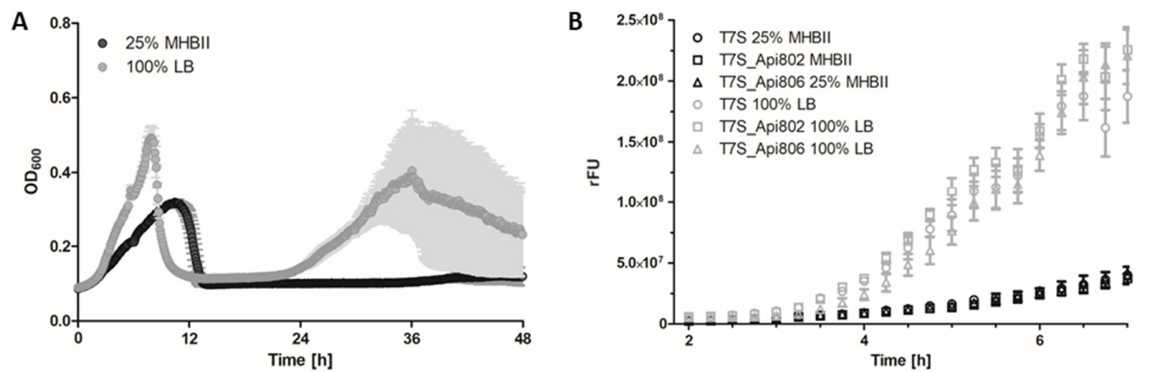 A
0.8
0.6
0.4
0.2
0.0
OD600
25% MHBII
100% LB
0
12
24
36
48
Time [h]
B
2.5×10⁸
2.0×10⁸
1.5×10⁸
1.0×10⁸
5.0×10⁷
0
rFU
T7S 25% MHBII
T7S_Api802 MHBII
T7S_Api806 25% MHBII
T7S 100% LB
T7S_Api802 100% LB
T7S_Api806 100% LB
2
4
6
Time [h]